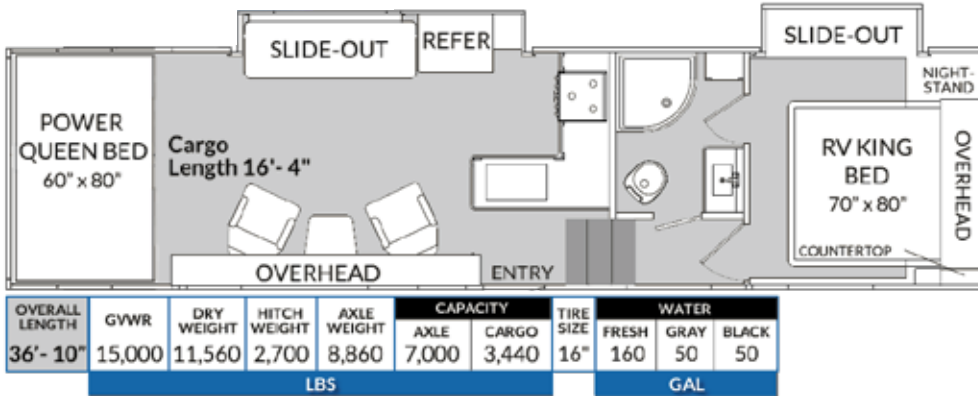 SLIDE-OUT
REFER
SLIDE-OUT
NIGHT-
STAND
POWER
QUEEN BED
60" x 80"
Cargo
Length 16'- 4"
RV KING
BED
70" x 80"
OVERHEAD
COUNTERTOP
OVERHEAD
ENTRY
OVERALL
LENGTH
GVWR
DRY
WEIGHT
HITCH
WEIGHT
AXLE
WEIGHT
CAPACITY
AXLE
CARGO
TIRE
SIZE
WATER
FRESH
GRAY
BLACK
36'- 10"
15,000
11,560
2,700
8,860
7,000
3,440
16"
160
50
50
LBS
GAL